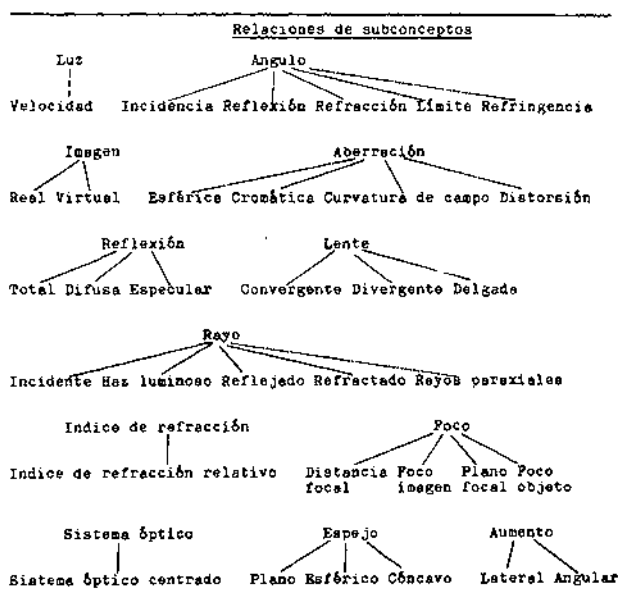 Relaciones de subconceptos
Luz Angulo
Velocidad Incidencia Reflexión Refracción Límite Refringencia
Imagen Aberración
Real Virtual Esférica Cromática Curvatura de campo Distorsión
Reflexión Lente
Total Difusa Especular Convergente Divergente Delgada
Rayo
Incidente Haz luminoso Reflejado Refractado Rayos paraxiales
Indice de refracción Foco
Indice de refracción relativo Distancia Foco Plano Foco
focal imagen focal objeto
Sistema óptico Espejo Aumento
Sistema óptico centrado Plano Esférico Cóncavo Lateral Angular